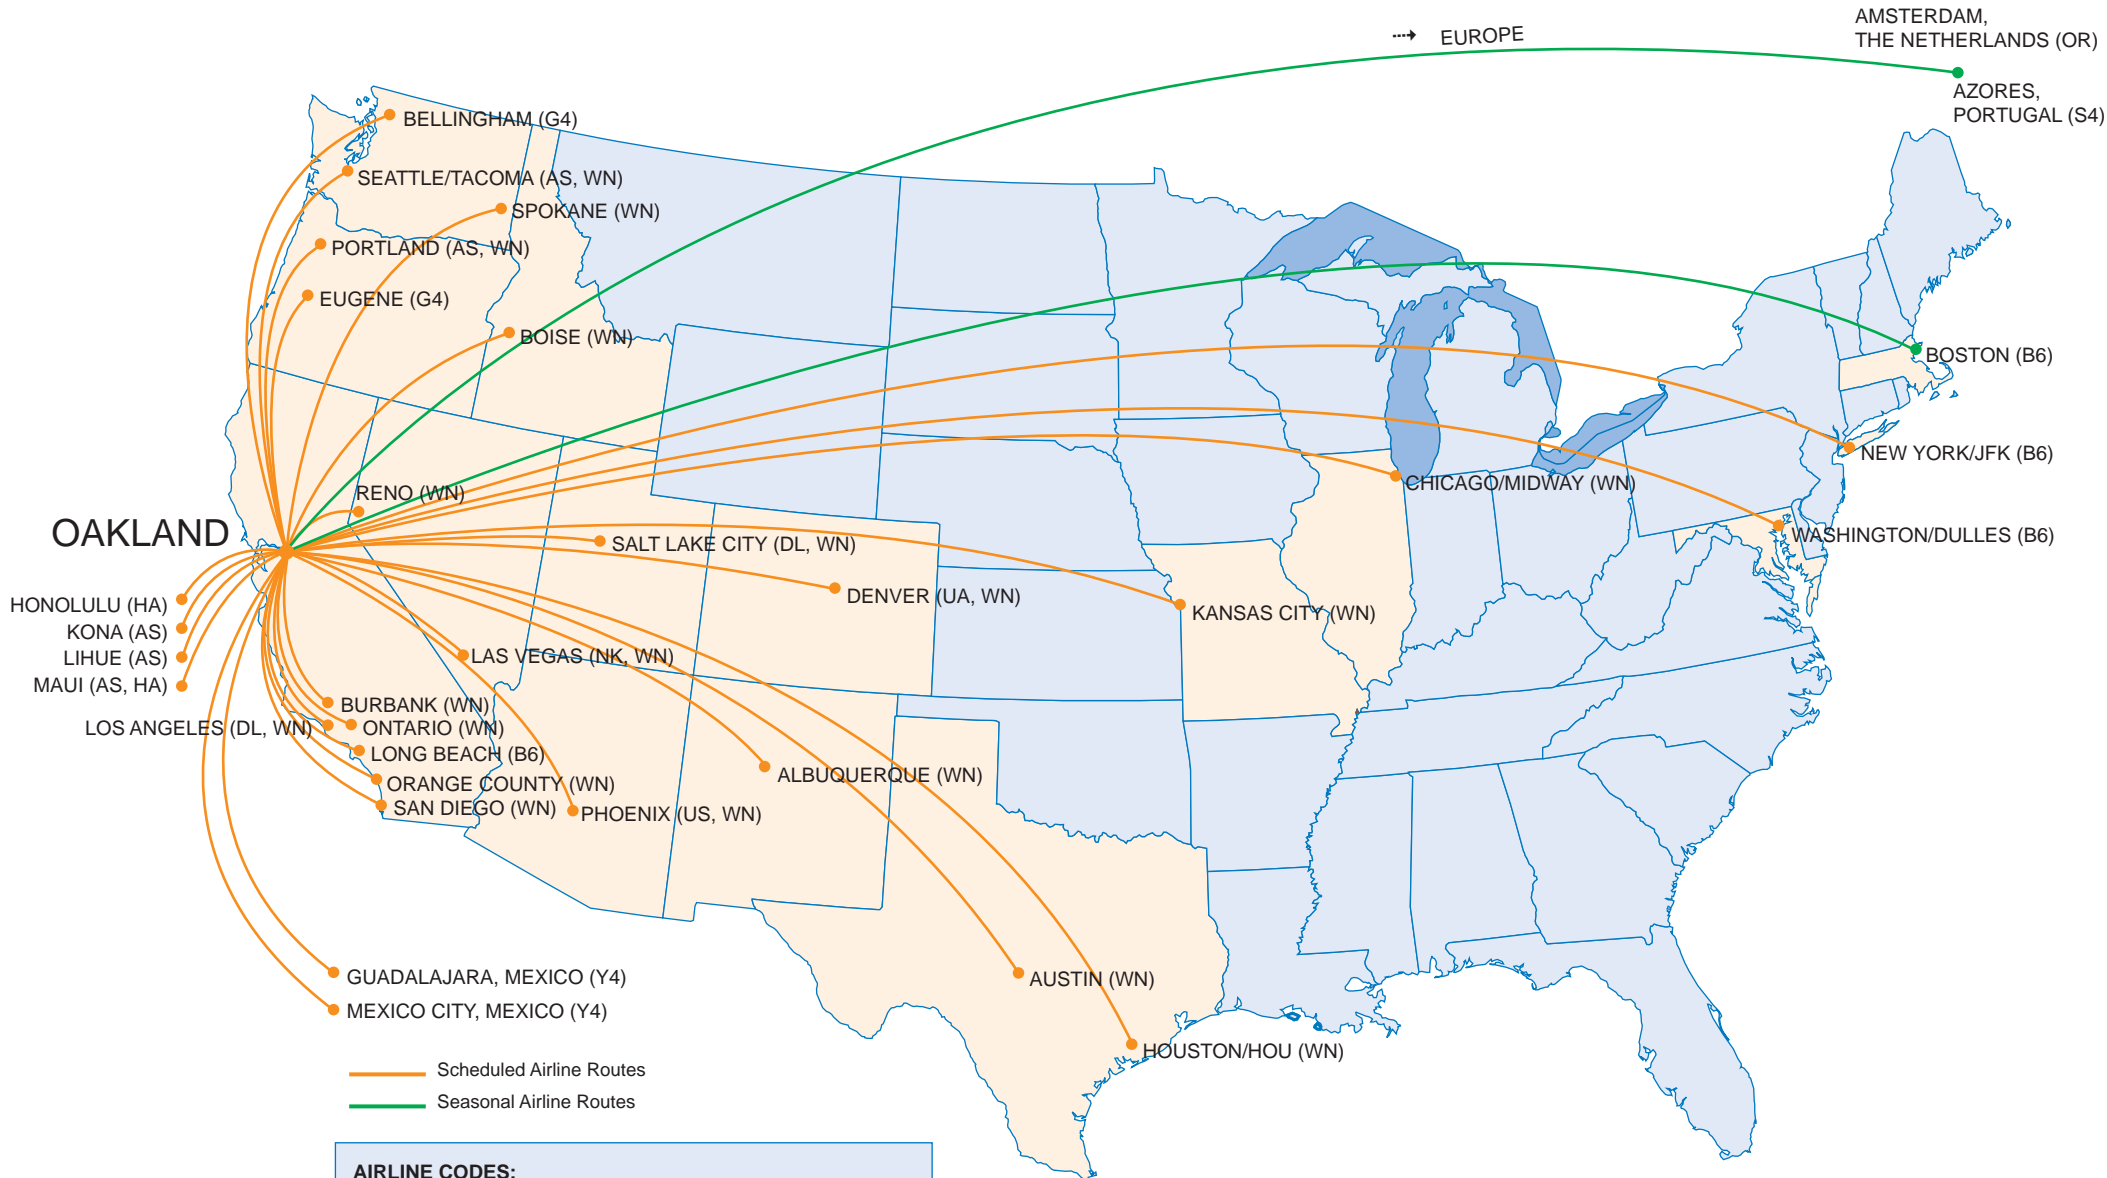 AMSTERDAM,
THE NETHERLANDS (OR)
EUROPE
AZORES,
PORTUGAL (S4)
BELLINGHAM (G4)
SEATTLE/TACOMA (AS, WN)
SPOKANE (WN)
PORTLAND (AS, WN)
EUGENE (G4)
BOISE (WN)
BOSTON (B6)
NEW YORK/JFK (B6)
CHICAGO/MIDWAY (WN)
RENO (WN)
OAKLAND
WASHINGTON/DULLES (B6)
SALT LAKE CITY (DL, WN)
DENVER (UA, WN)
HONOLULU (HA)
KANSAS CITY (WN)
KONA (AS)
LIHUE (AS)
LAS VEGAS (NK, WN)
MAUI (AS, HA)
BURBANK (WN)
LOS ANGELES (DL, WN)
ONTARIO (WN)
LONG BEACH (B6)
ALBUQUERQUE (WN)
ORANGE COUNTY (WN)
SAN DIEGO (WN)
PHOENIX (US, WN)
GUADALAJARA, MEXICO (Y4)
AUSTIN (WN)
MEXICO CITY, MEXICO (Y4)
HOUSTON/HOU (WN)
Scheduled Airline Routes
Seasonal Airline Routes
AIRLINE CODES: